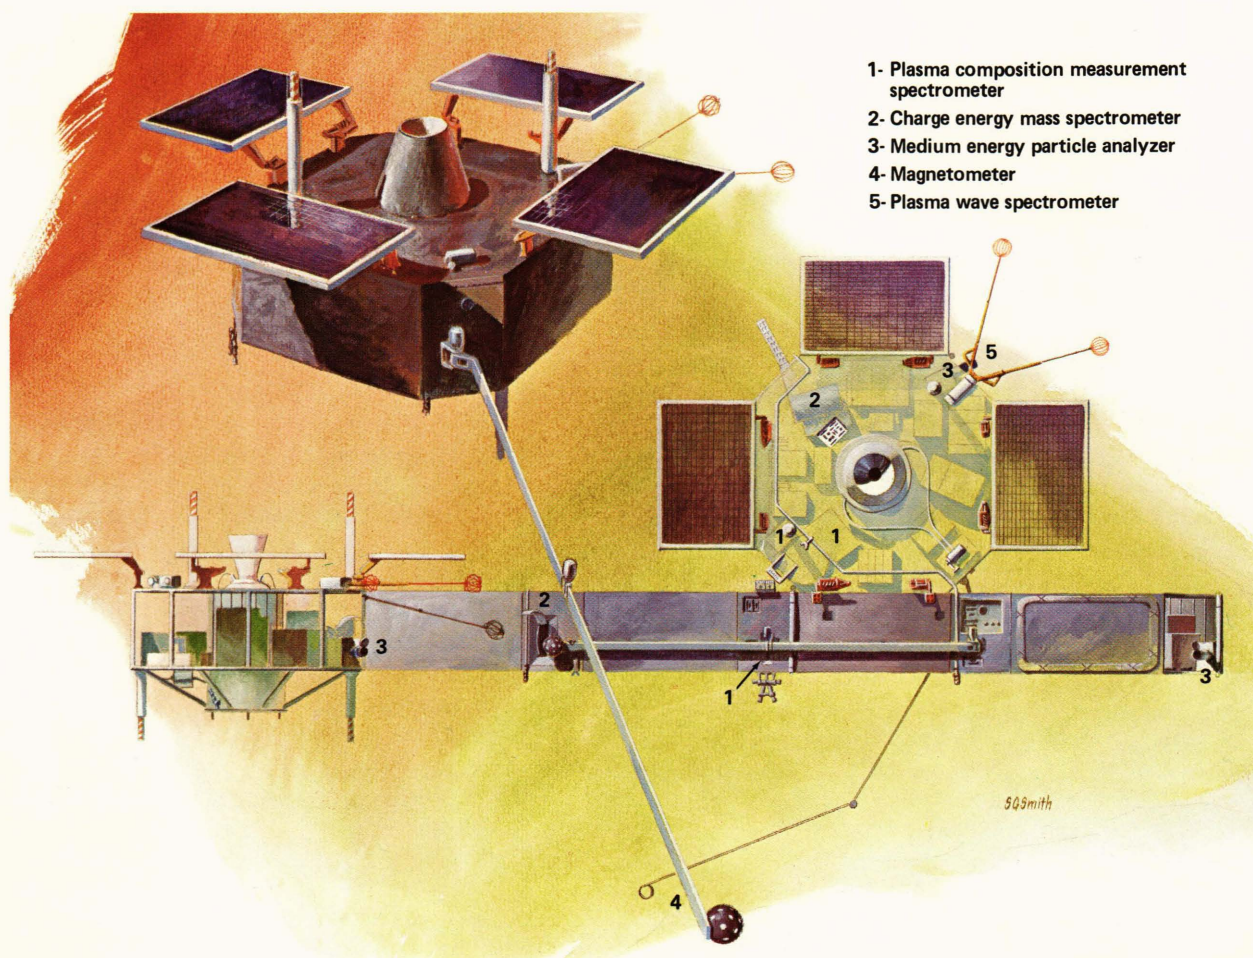 1- Plasma composition measurement
spectrometer
2- Charge energy mass spectrometer
3- Medium energy particle analyzer
4- Magnetometer
5- Plasma wave spectrometer
5
3
2
1
1
2
3
3
1
SQSmith
4